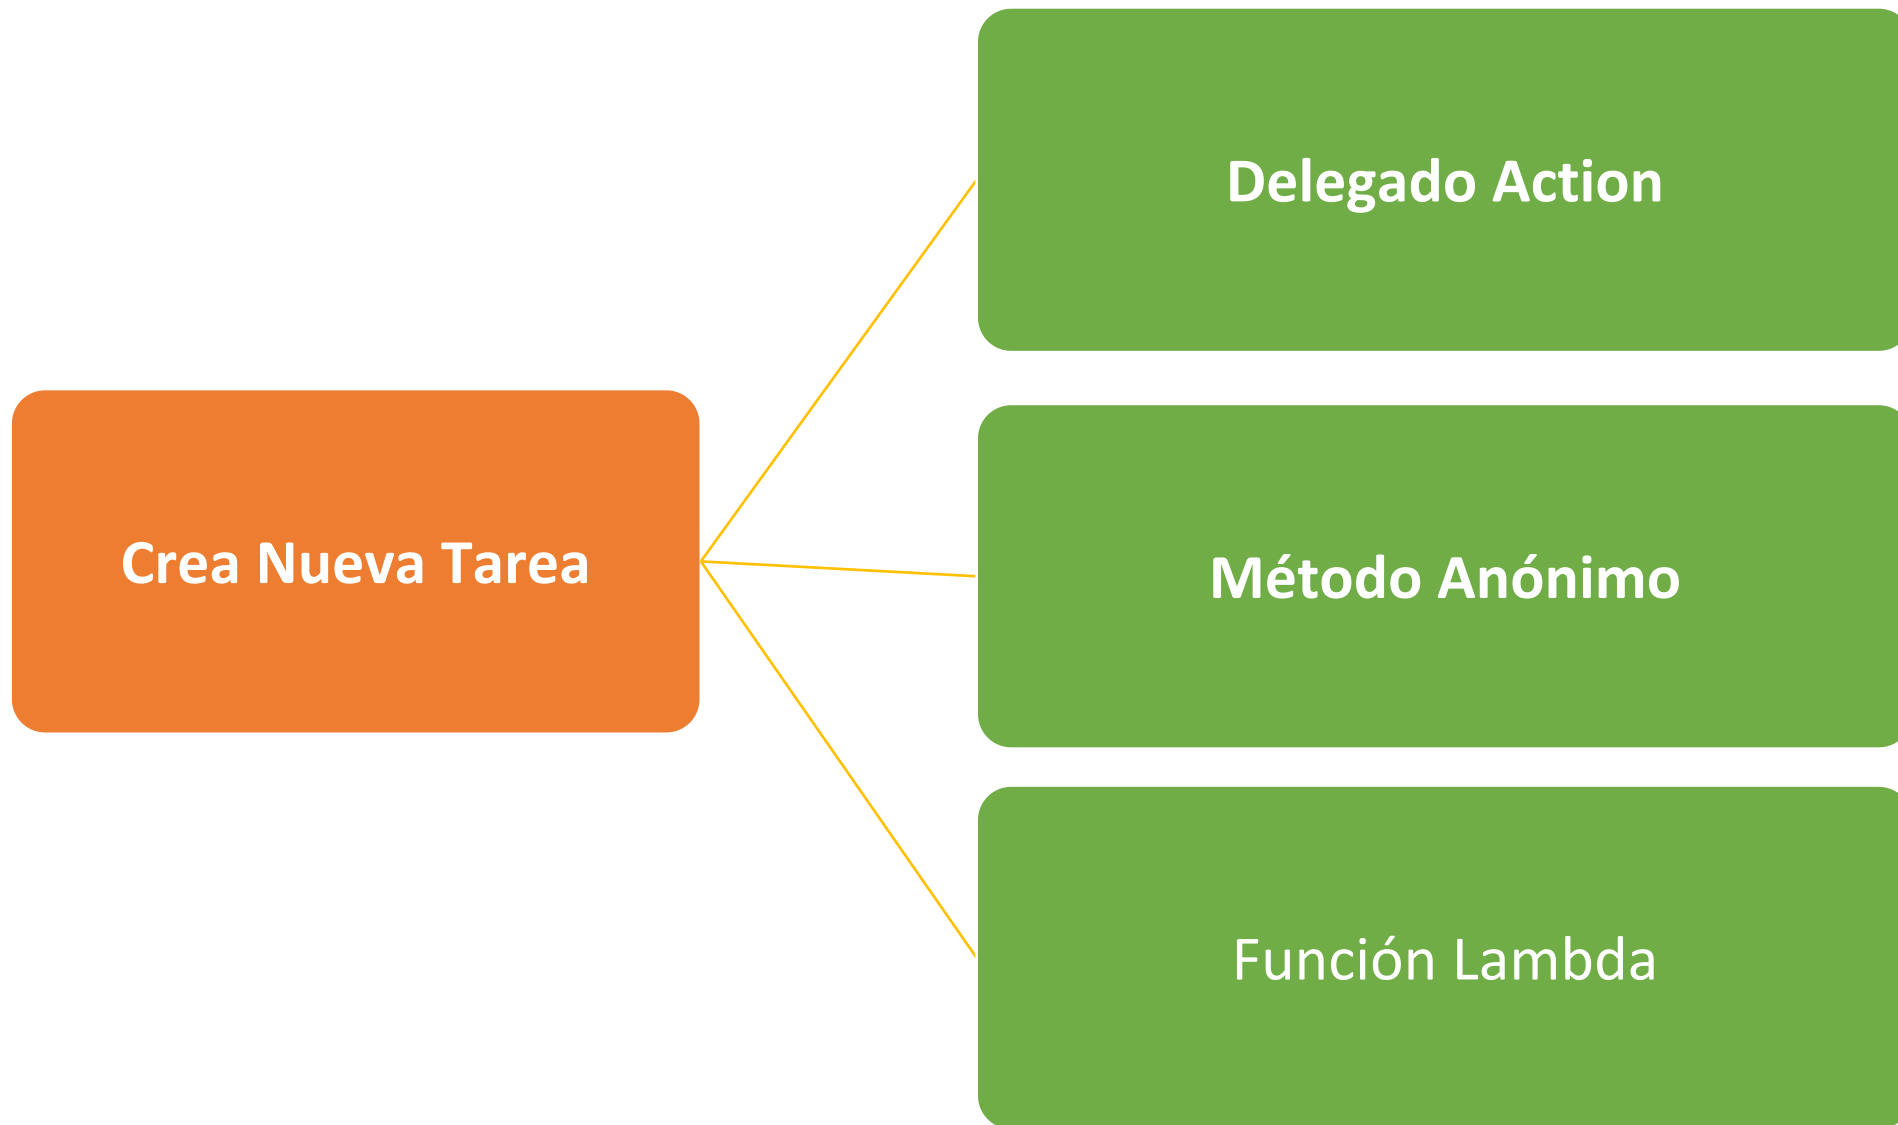 Delegado Action
Crea Nueva Tarea
Método Anónimo
Función Lambda